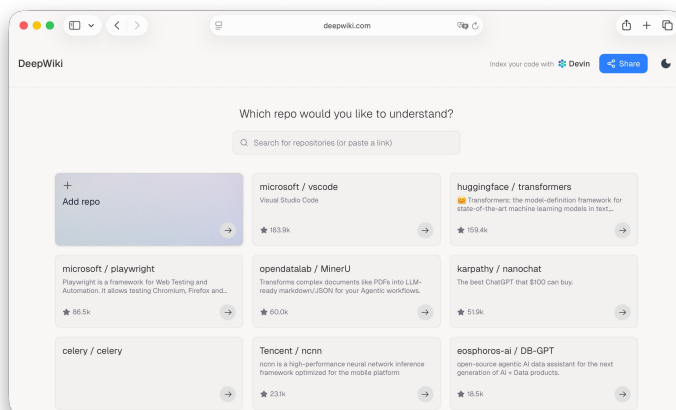 deepwiki.com
DeepWiki
Index your code with Devin
Share
Which repo would you like to understand?
Search for repositories (or paste a link)
Add repo
microsoft / vscode
Visual Studio Code
183.9k
huggingface / transformers
🤗 Transformers: the model-definition framework for
state-of-the-art machine learning models in text,...
159.4k
microsoft / playwright
Playwright is a framework for Web Testing and
Automation. It allows testing Chromium, Firefox and...
86.5k
opendatalab / MinerU
Transforms complex documents like PDFs into LLM-
ready markdown/JSON for your Agentic workflows.
60.0k
karpathy / nanochat
The best ChatGPT that $100 can buy.
51.9k
celery / celery
Tencent / ncnn
ncnn is a high-performance neural network inference
framework optimized for the mobile platform
23.1k
eosphoros-ai / DB-GPT
open-source agentic AI data assistant for the next
generation of AI + Data products.
18.5k